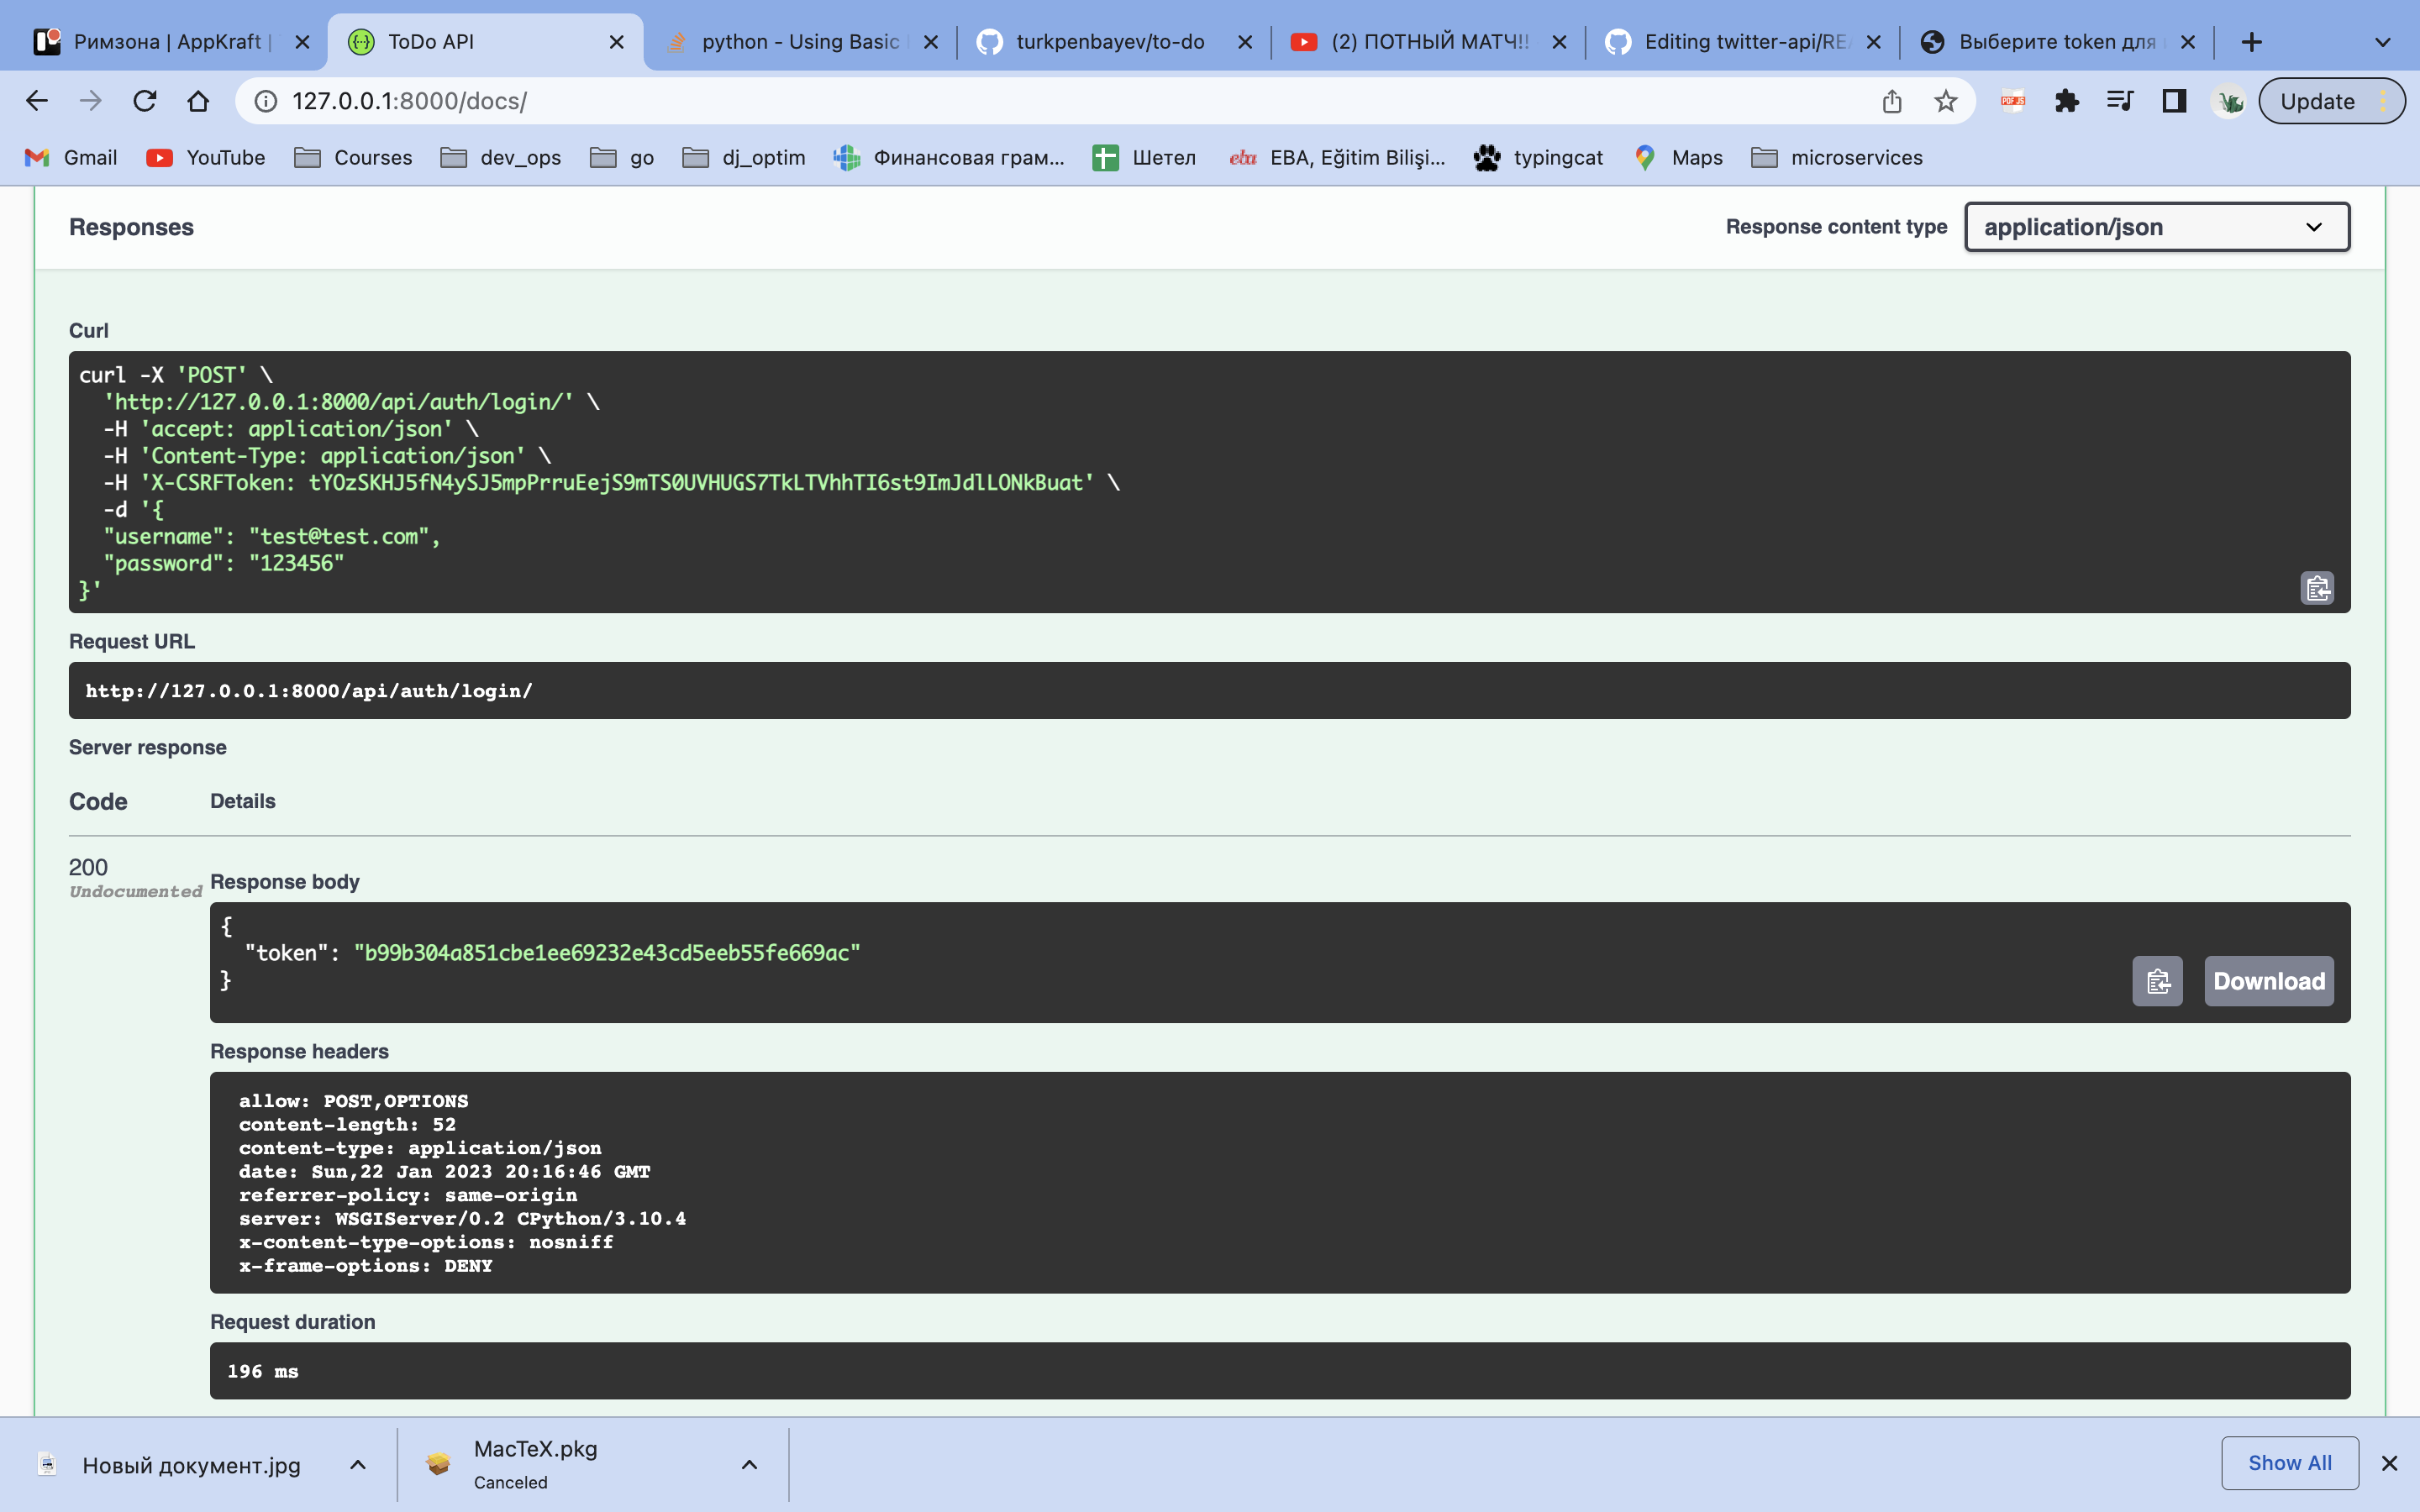 Римзона | AppKraft |
ToDo API
python - Using Basic
turkpenbayev/to-do
(2) ПОТНЫЙ МАТЧ!!
Editing twitter-api/REA
Выберите token для
127.0.0.1:8000/docs/
PDF JS
Update
Gmail
YouTube
Courses
dev_ops
go
dj_optim
Финансовая грам...
Шетел
eba
EBA, Eğitim Bilişi...
typingcat
Maps
microservices
Responses
Response content type
application/json
Curl
curl -X 'POST' \
'http://127.0.0.1:8000/api/auth/login/' \
-H 'accept: application/json' \
-H 'Content-Type: application/json' \
-H 'X-CSRFToken: tYOzSKHJ5fN4ySJ5mpPrruEejS9mTS0UVHUGS7TkLTVhhTI6st9ImJdlLONkBuat' \
-d '{
"username": "test@test.com",
"password": "123456"
}'
Request URL
http://127.0.0.1:8000/api/auth/login/
Server response
Code
Details
200
Undocumented
Response body
{
"token": "b99b304a851cbe1ee69232e43cd5eeb55fe669ac"
}
Download
Response headers
allow: POST,OPTIONS
content-length: 52
content-type: application/json
date: Sun,22 Jan 2023 20:16:46 GMT
referrer-policy: same-origin
server: WSGIServer/0.2 CPython/3.10.4
x-content-type-options: nosniff
x-frame-options: DENY
Request duration
196 ms
Новый документ.jpg
MacTeX.pkg
Canceled
Show All